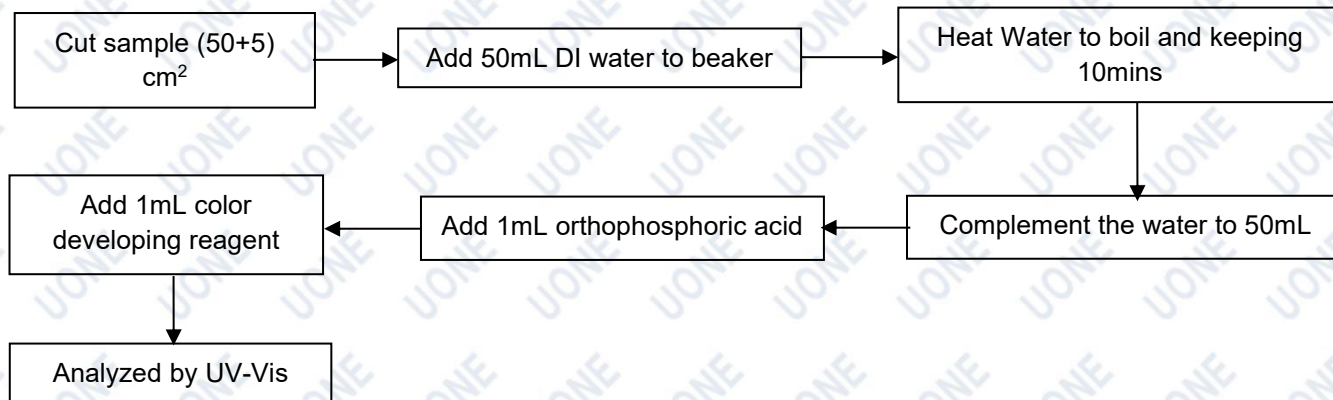 Cut sample (50+5)
cm²
Add 50mL DI water to beaker
Heat Water to boil and keeping
10mins
Complement the water to 50mL
Add 1mL orthophosphoric acid
Add 1mL color
developing reagent
Analyzed by UV-Vis
UONE